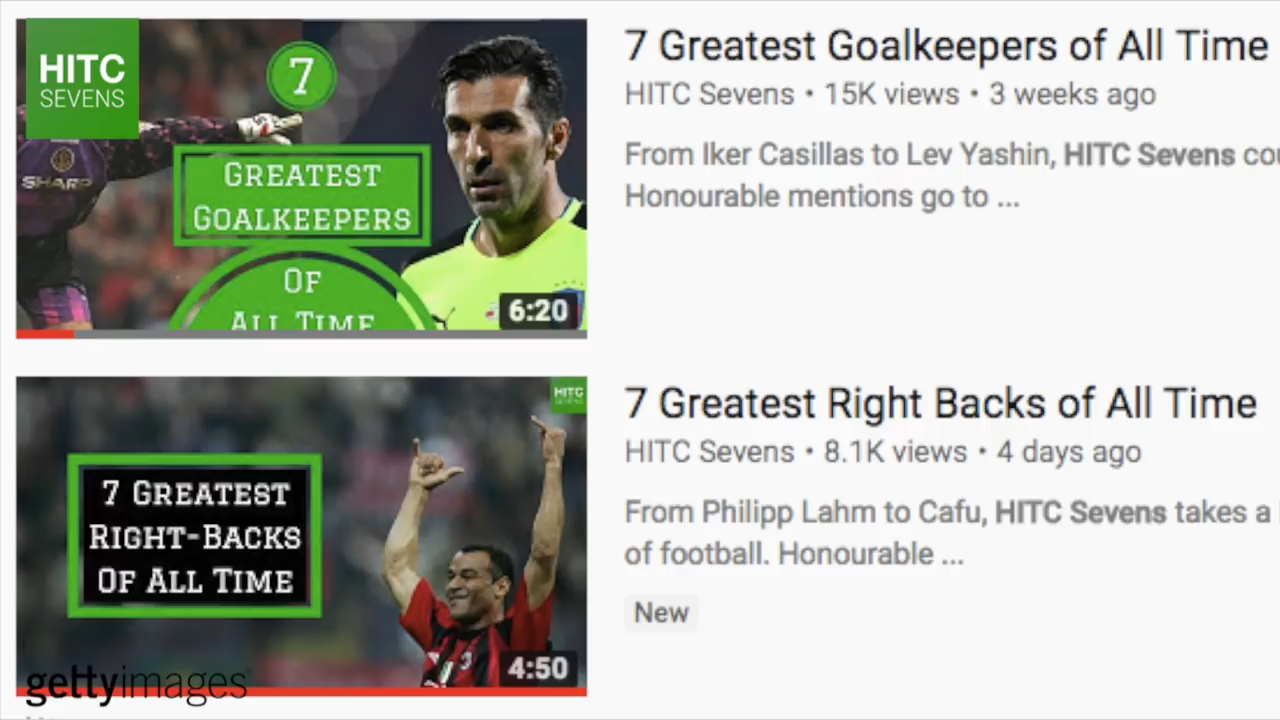 HITC
SEVENS
7
GREATEST
GOALKEEPERS
OF
ALL TIME
SHARP
6:20
7 Greatest Goalkeepers of All Time
HITC Sevens • 15K views • 3 weeks ago
From Iker Casillas to Lev Yashin, HITC Sevens cou
Honourable mentions go to ...
HITC
SEVENS
7 GREATEST
RIGHT-BACKS
OF ALL TIME
4:50
gettyimages
7 Greatest Right Backs of All Time
HITC Sevens • 8.1K views • 4 days ago
From Philipp Lahm to Cafu, HITC Sevens takes a
of football. Honourable ...
New